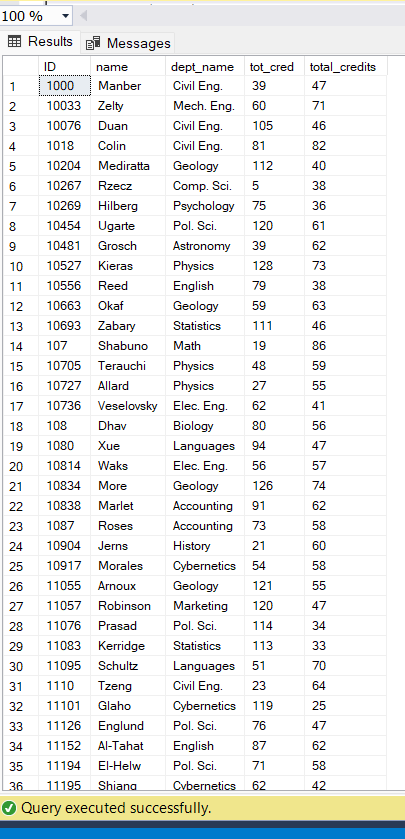 100 %
Results Messages
ID name dept_name tot_cred total_credits
1 1000 Manber Civil Eng. 39 47
2 10033 Zelty Mech. Eng. 60 71
3 10076 Duan Civil Eng. 105 46
4 1018 Colin Civil Eng. 81 82
5 10204 Mediratta Geology 112 40
6 10267 Rzecz Comp. Sci. 5 38
7 10269 Hilberg Psychology 75 36
8 10454 Ugarte Pol. Sci. 120 61
9 10481 Grosch Astronomy 39 62
10 10527 Kieras Physics 128 73
11 10556 Reed English 79 38
12 10663 Okaf Geology 59 63
13 10693 Zabary Statistics 111 46
14 107 Shabuno Math 19 86
15 10705 Terauchi Physics 48 59
16 10727 Allard Physics 27 55
17 10736 Veselovsky Elec. Eng. 62 41
18 108 Dhav Biology 80 56
19 1080 Xue Languages 94 47
20 10814 Waks Elec. Eng. 56 57
21 10834 More Geology 126 74
22 10838 Marlet Accounting 91 62
23 1087 Roses Accounting 73 58
24 10904 Jerns History 21 60
25 10917 Morales Cybernetics 54 58
26 11055 Arnoux Geology 121 55
27 11057 Robinson Marketing 120 47
28 11076 Prasad Pol. Sci. 114 34
29 11083 Kerridge Statistics 113 33
30 11095 Schultz Languages 51 70
31 1110 Tzeng Civil Eng. 23 64
32 11101 Glaho Cybernetics 119 25
33 11126 Englund Pol. Sci. 76 47
34 11152 Al-Tahat English 87 62
35 11194 El-Helw Pol. Sci. 71 58
36 11195 Shiang Cybernetics 62 42
Query executed successfully.